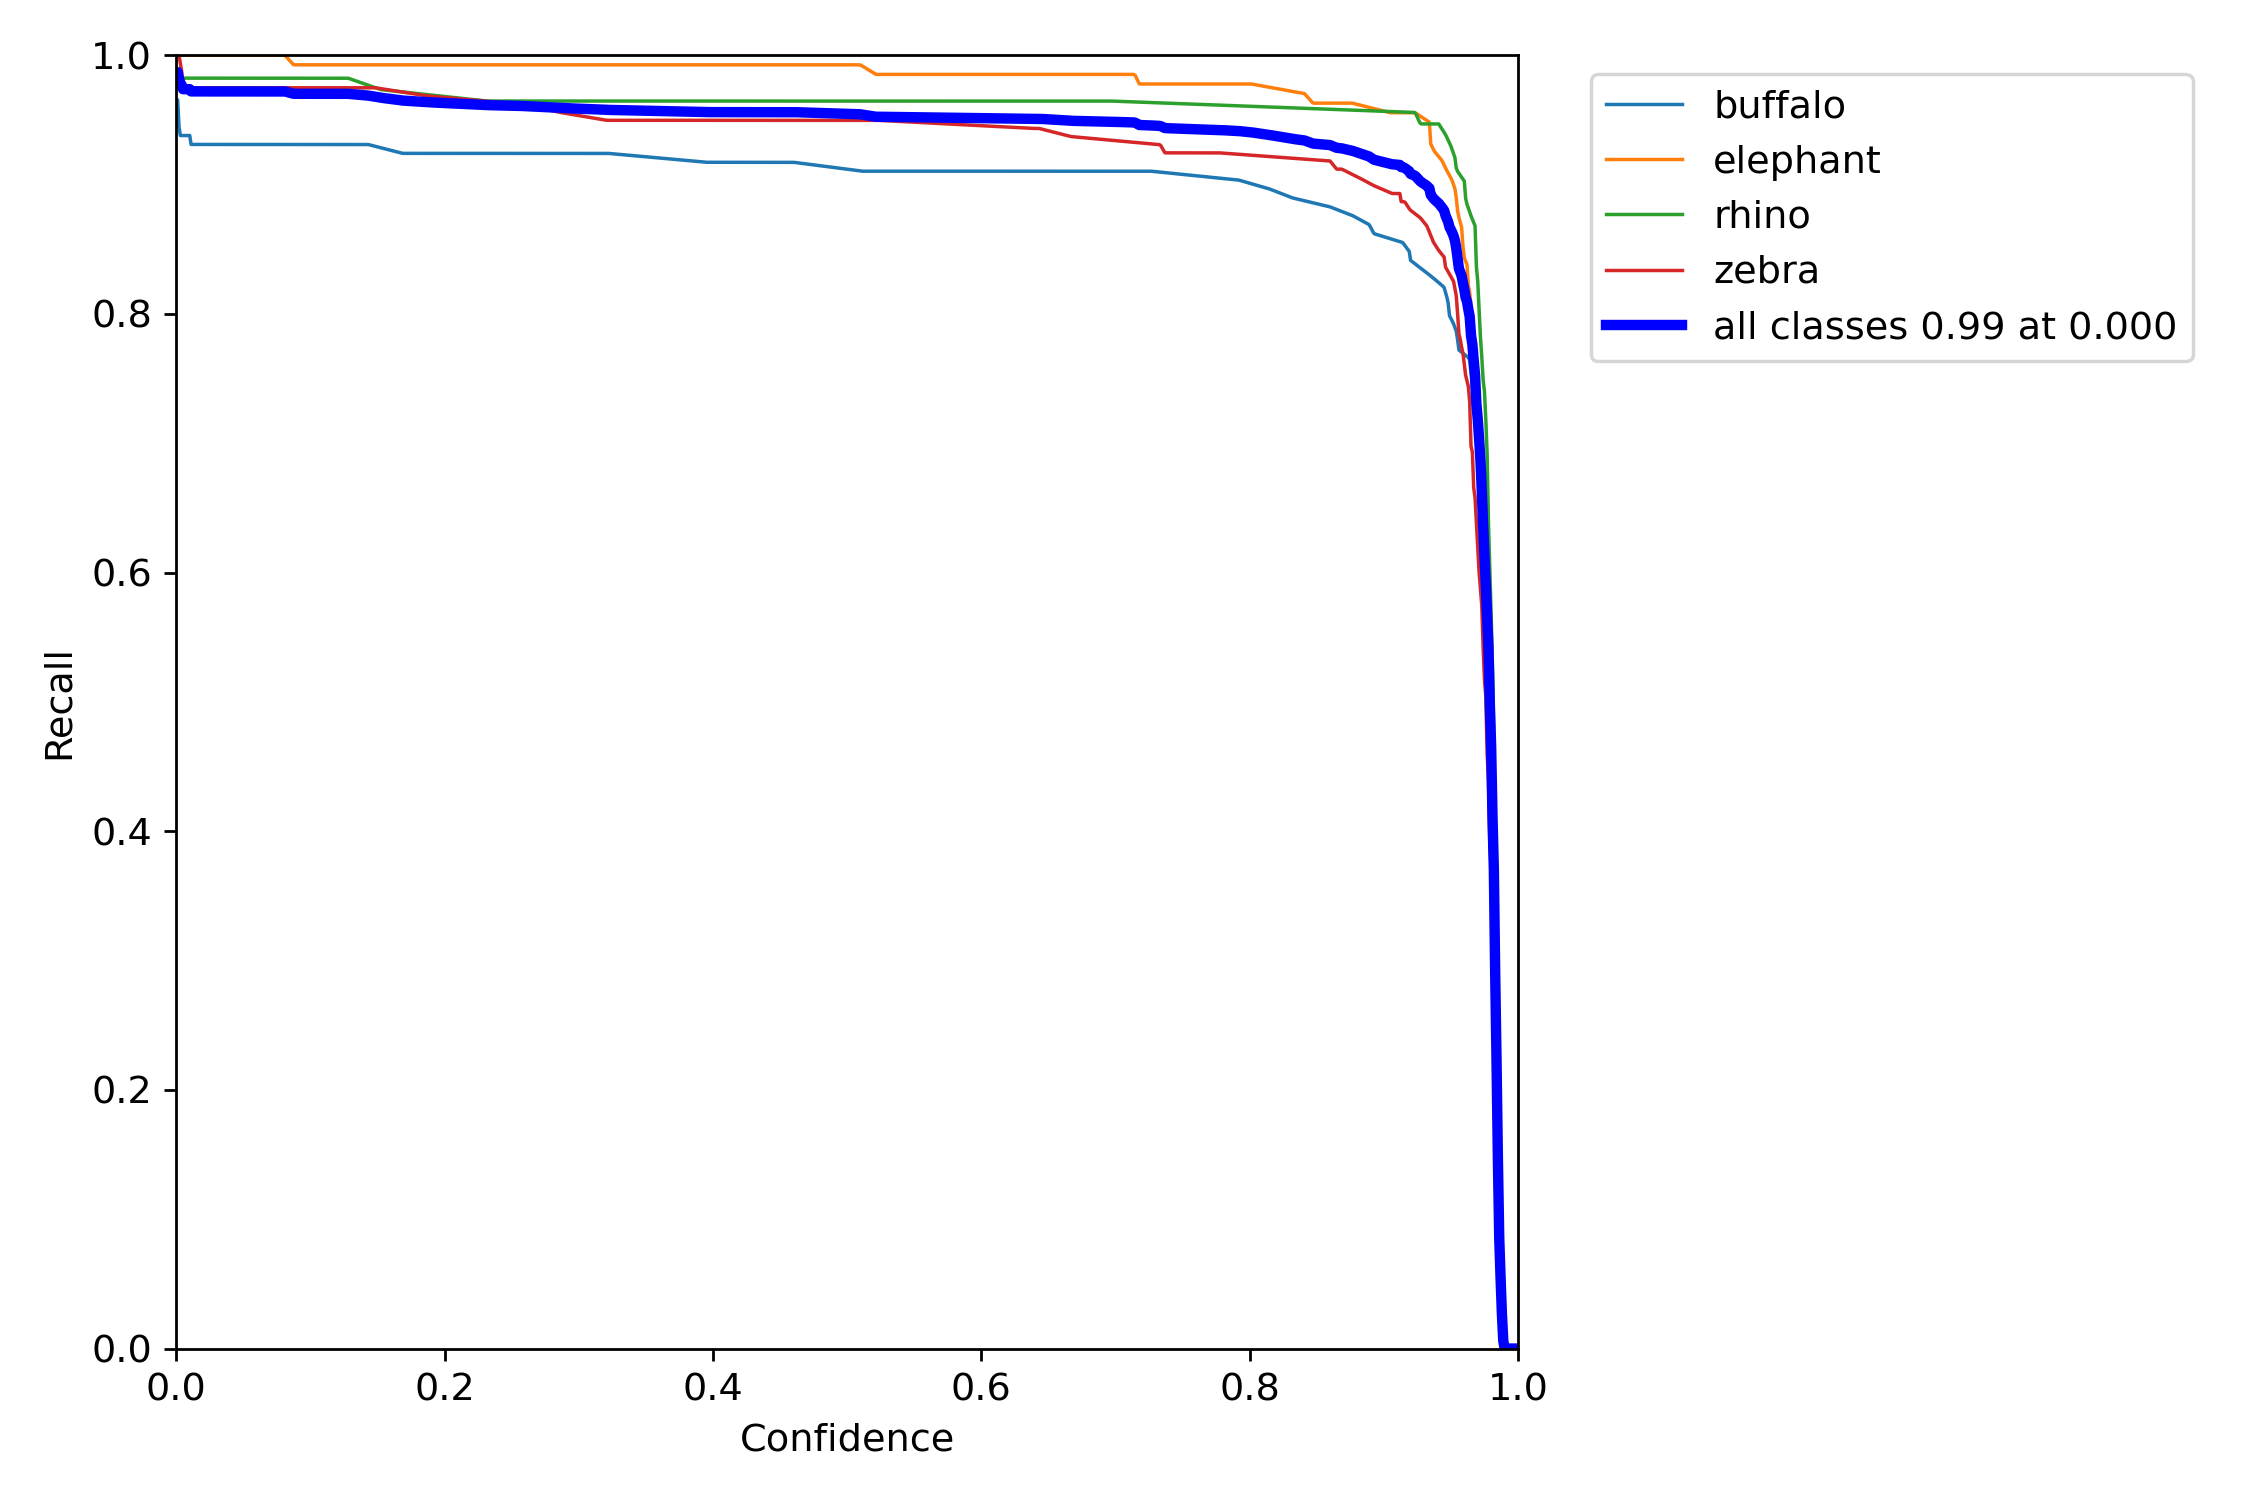 1.0
0.8
0.6
0.4
0.2
0.0
Recall
0.0 0.2 0.4 0.6 0.8 1.0
Confidence
buffalo
elephant
rhino
zebra
all classes 0.99 at 0.000